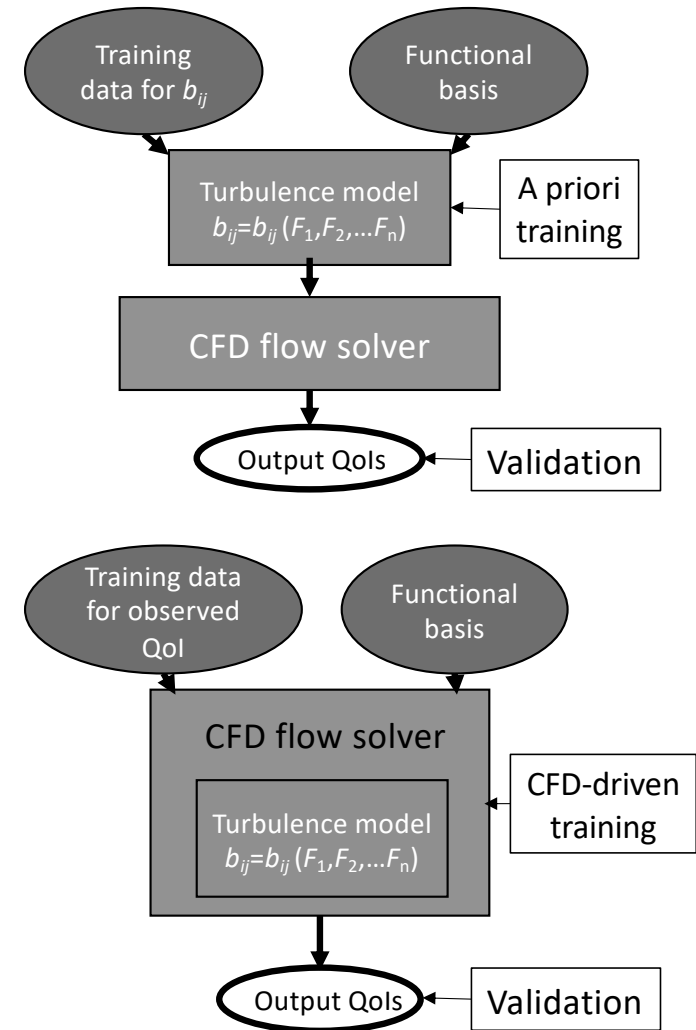 Training
data for bij
Functional
basis
Turbulence model
bij=bij (F1,F2,...Fn)
A priori
training
CFD flow solver
Output QoIs
Validation
Training data
for observed
QoI
Functional
basis
CFD flow solver
Turbulence model
bij=bij (F1,F2,...Fn)
CFD-driven
training
Output QoIs
Validation